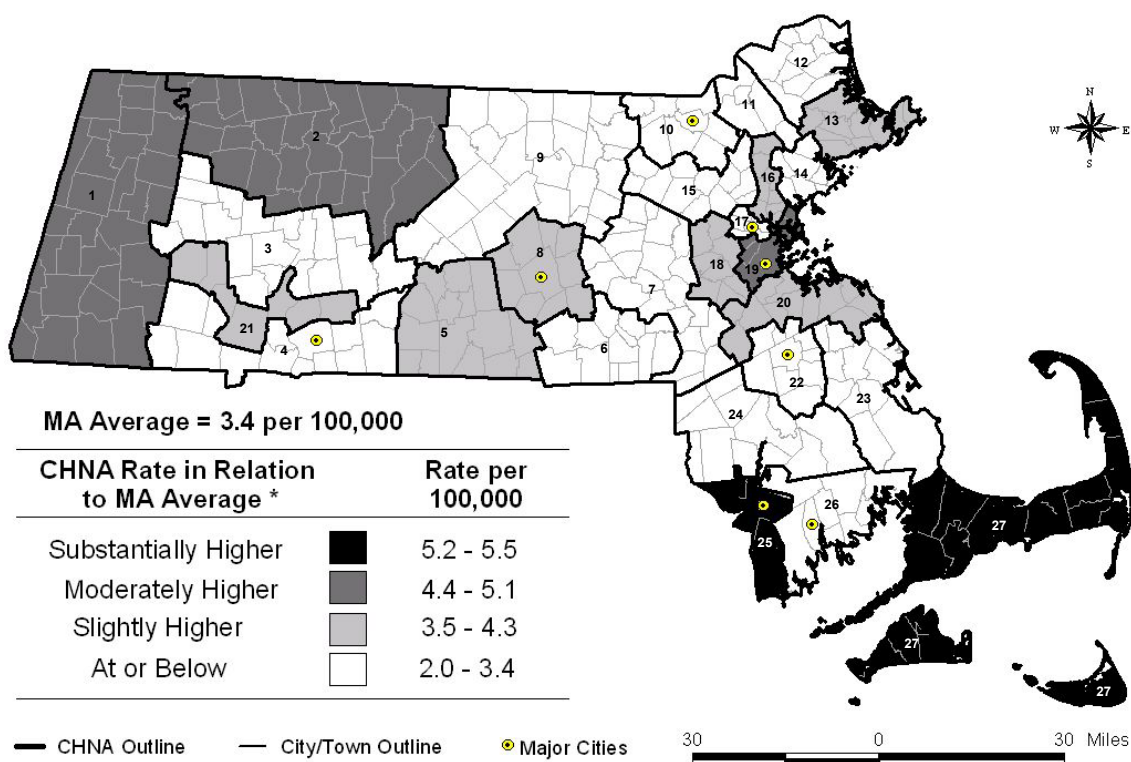 12
11
N
10
13
W E
S
2
9
16
15
14
1
17
3
8
18
19
7
20
21
5
4
6
22
23
MA Average = 3.4 per 100,000
24
CHNA Rate in Relation
to MA Average *
Rate per
100,000
26
27
25
Substantially Higher
5.2 - 5.5
Moderately Higher
4.4 - 5.1
Slightly Higher
3.5 - 4.3
27
At or Below
2.0 - 3.4
27
CHNA Outline
City/Town Outline
Major Cities
30 0 30 Miles